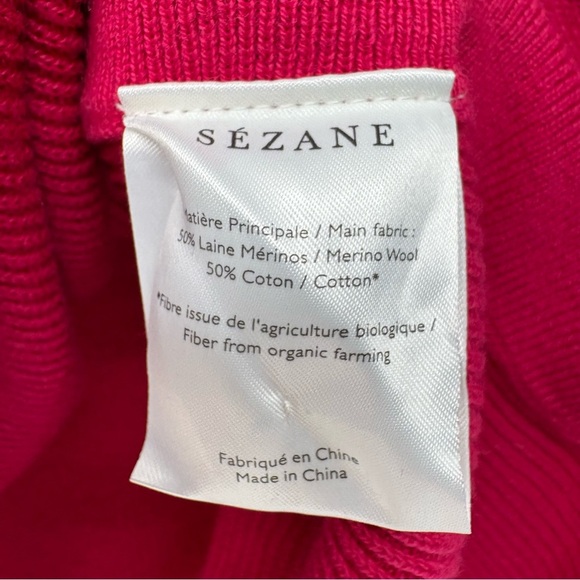 SÉZANE
Matière Principale / Main fabric :
50% Laine Mérinos / Merino Wool
50% Coton / Cotton*
*Fibre issue de l'agriculture biologique /
Fiber from organic farming
Fabriqué en Chine
Made in China